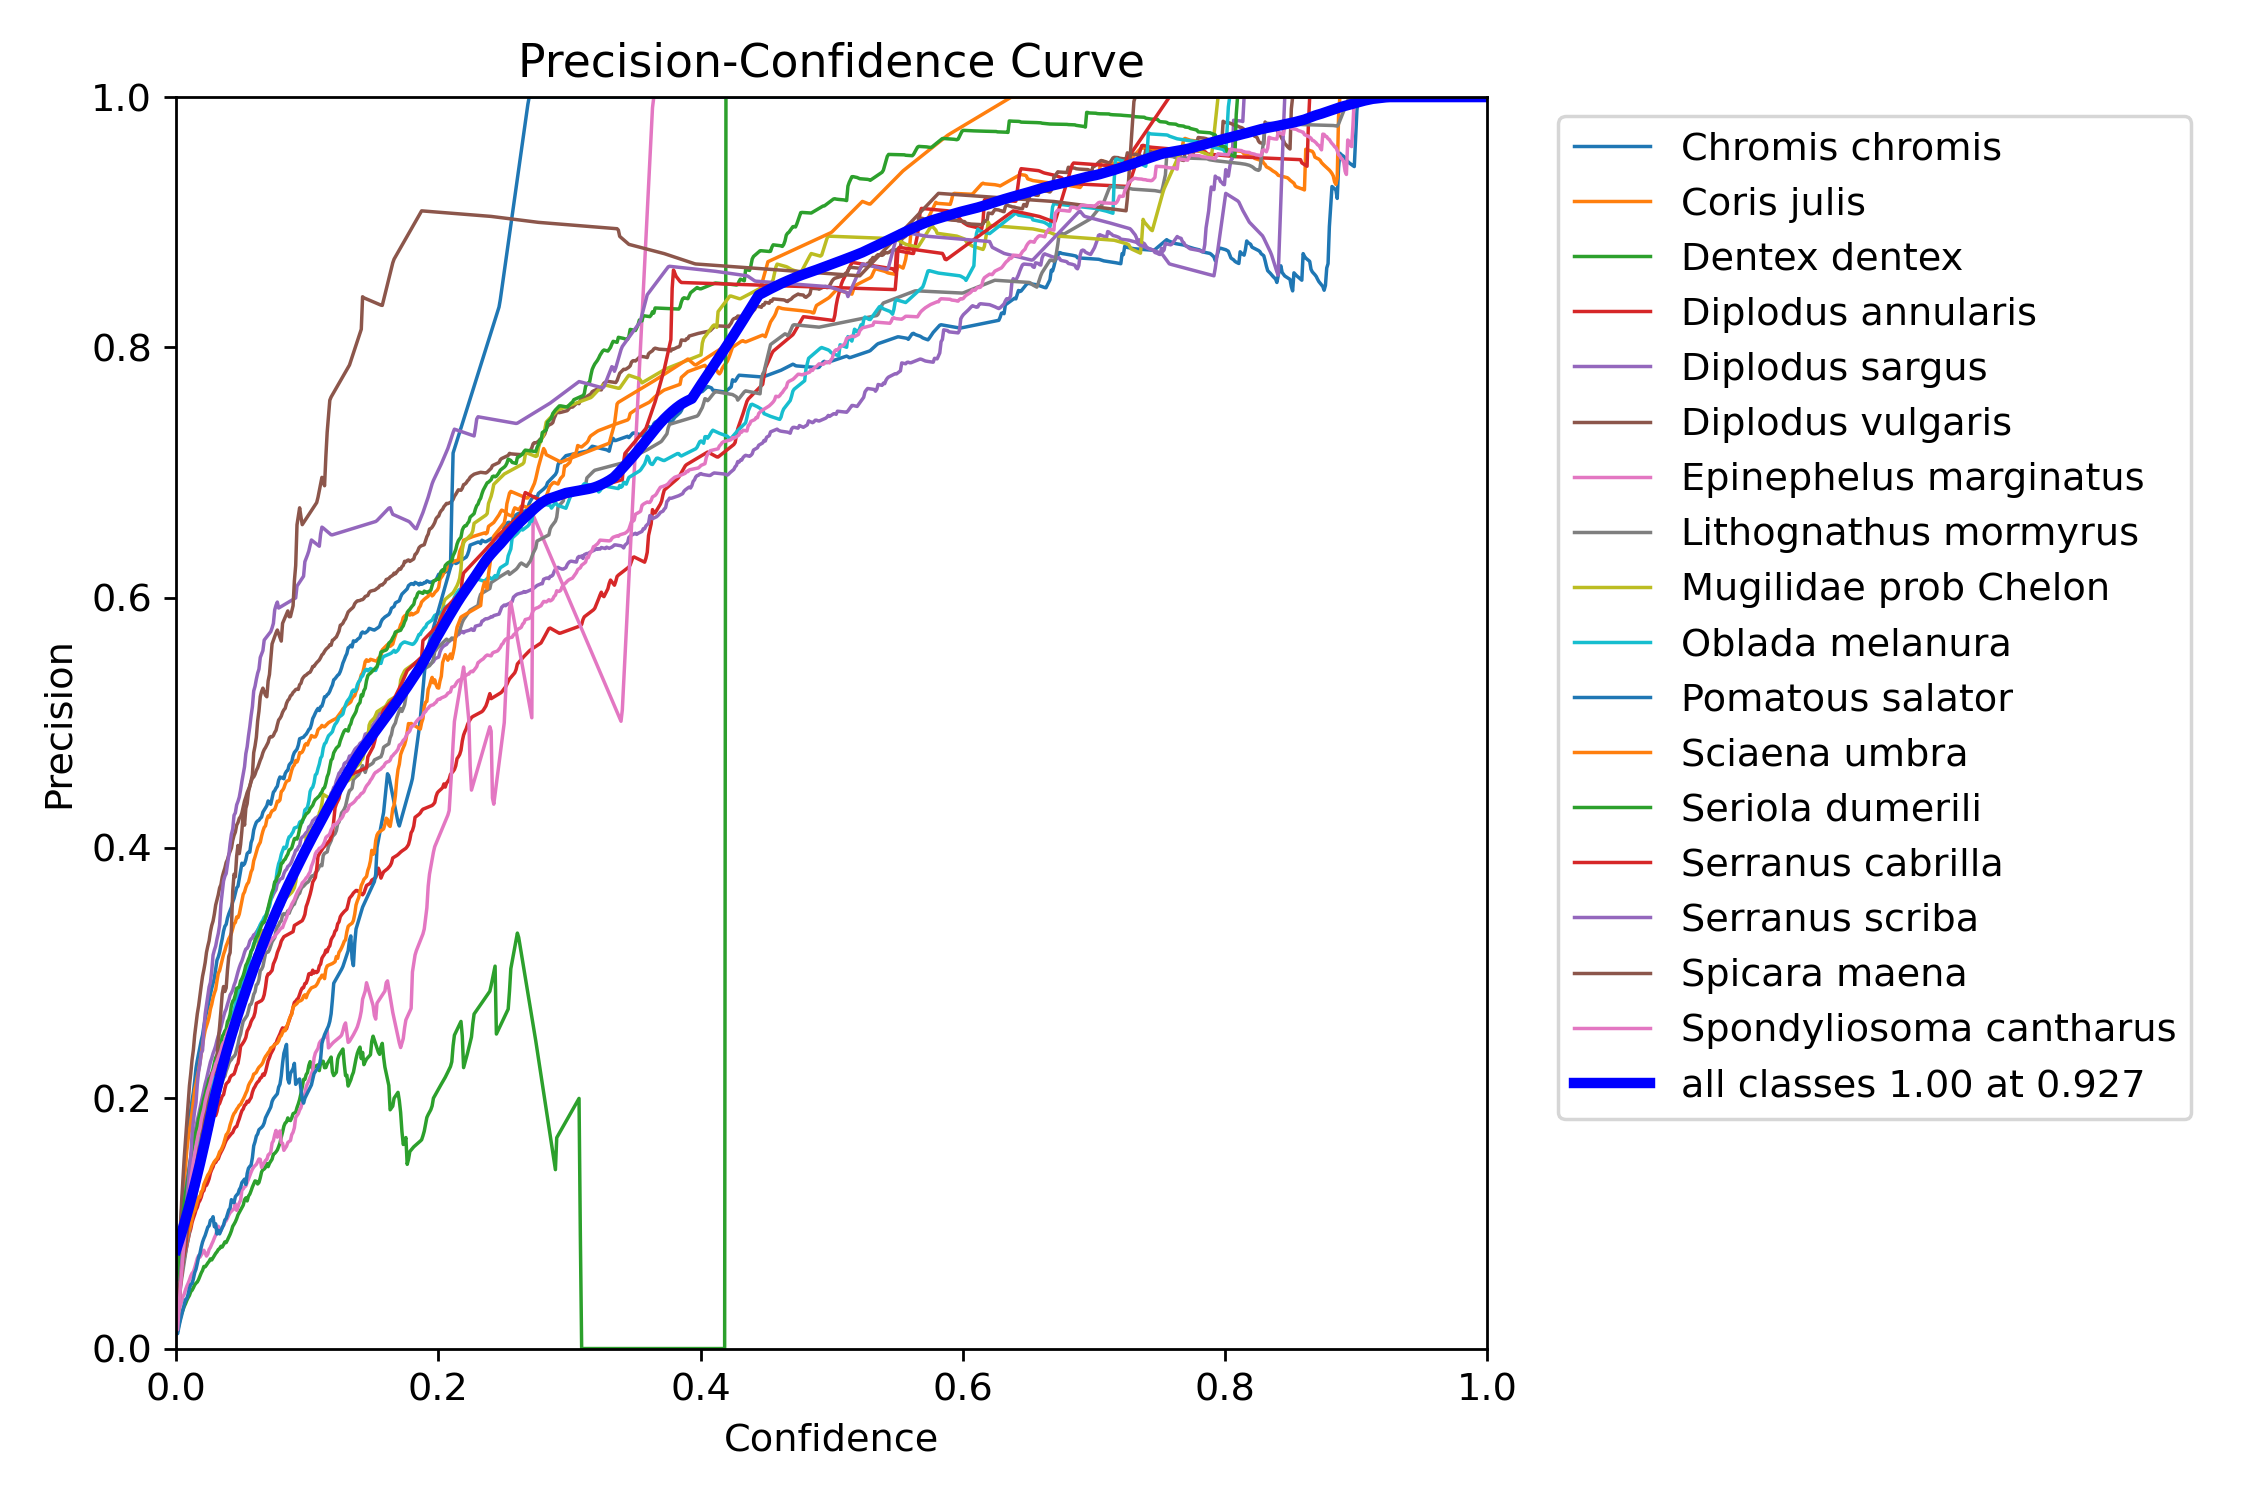 Precision-Confidence Curve
1.0
0.8
0.6
0.4
0.2
0.0
Precision
0.0 0.2 0.4 0.6 0.8 1.0
Confidence
Chromis chromis
Coris julis
Dentex dentex
Diplodus annularis
Diplodus sargus
Diplodus vulgaris
Epinephelus marginatus
Lithognathus mormyrus
Mugilidae prob Chelon
Oblada melanura
Pomatous salator
Sciaena umbra
Seriola dumerili
Serranus cabrilla
Serranus scriba
Spicara maena
Spondyliosoma cantharus
all classes 1.00 at 0.927